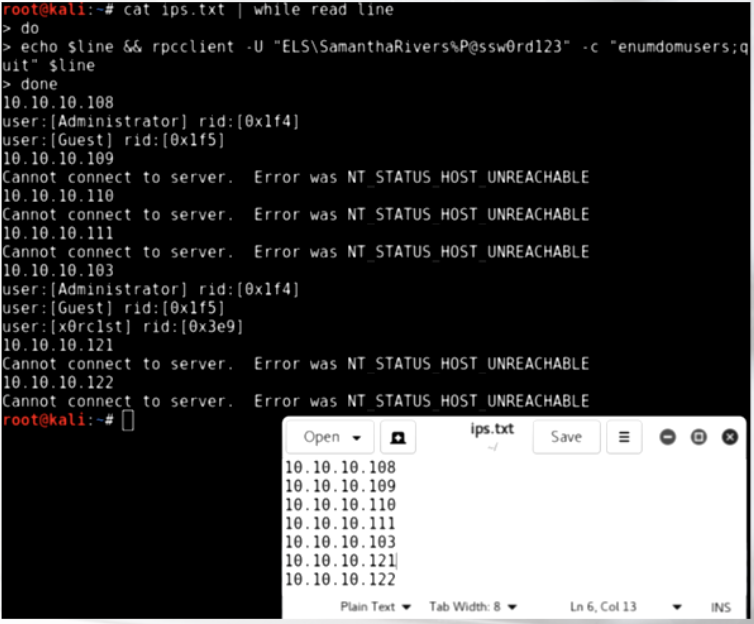 root@kali:~# cat ips.txt | while read line
> do
> echo $line && rpcclient -U "ELS\SamanthaRivers%P@ssw0rd123" -c "enumdomusers;q
uit" $line
> done
10.10.10.108
user:[Administrator] rid:[0x1f4]
user:[Guest] rid:[0x1f5]
10.10.10.109
Cannot connect to server.  Error was NT_STATUS_HOST_UNREACHABLE
10.10.10.110
Cannot connect to server.  Error was NT_STATUS_HOST_UNREACHABLE
10.10.10.111
Cannot connect to server.  Error was NT_STATUS_HOST_UNREACHABLE
10.10.10.103
user:[Administrator] rid:[0x1f4]
user:[Guest] rid:[0x1f5]
user:[x0rc1st] rid:[0x3e9]
10.10.10.121
Cannot connect to server.  Error was NT_STATUS_HOST_UNREACHABLE
10.10.10.122
Cannot connect to server.  Error was NT_STATUS_HOST_UNREACHABLE
root@kali:~#
Open ips.txt Save
~/
10.10.10.108
10.10.10.109
10.10.10.110
10.10.10.111
10.10.10.103
10.10.10.121
10.10.10.122
Plain Text Tab Width: 8 Ln 6, Col 13 INS